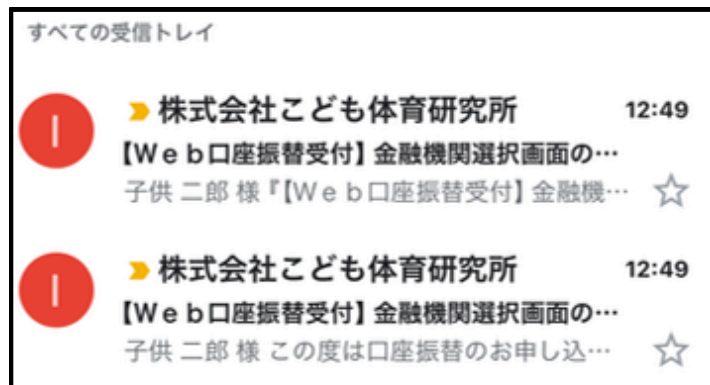 すべての受信トレイ
I
株式会社こども体育研究所 12:49
【Ｗｅｂ口座振替受付】金融機関選択画面の…
子供 二郎 様『【Ｗｅｂ口座振替受付】金融機…
I
株式会社こども体育研究所 12:49
【Ｗｅｂ口座振替受付】金融機関選択画面の…
子供 二郎 様 この度は口座振替のお申し込…